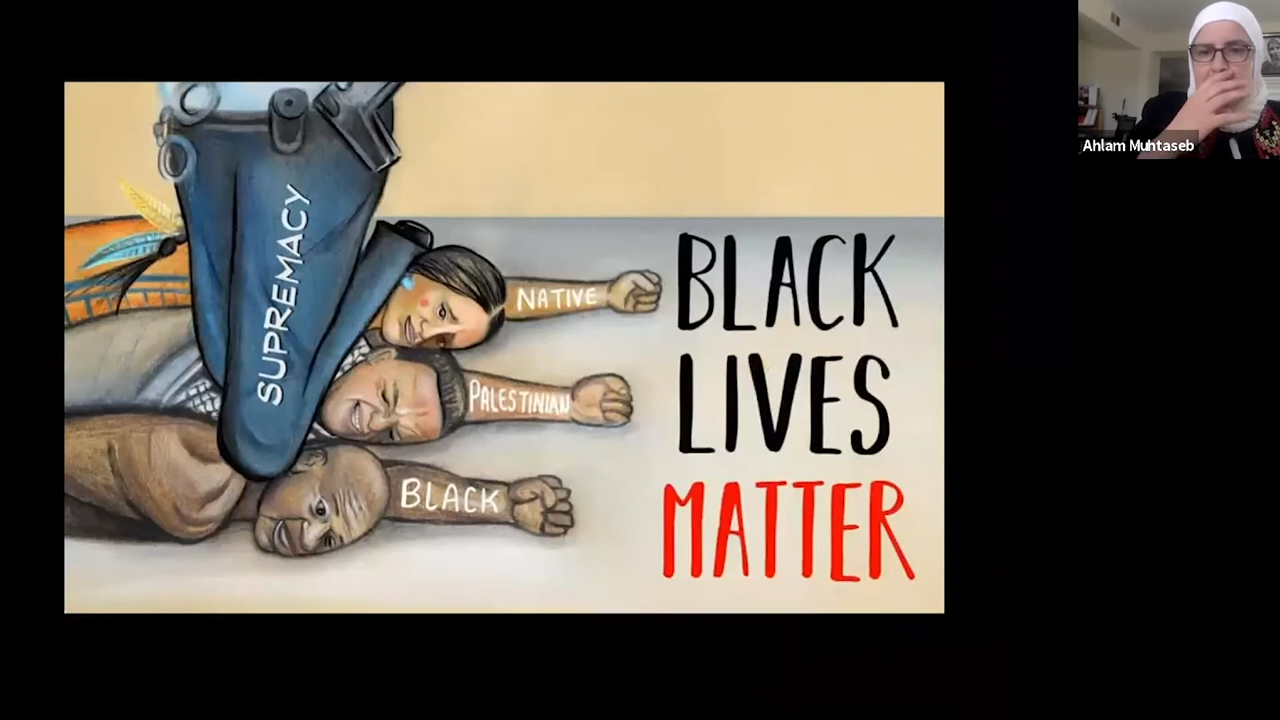 SUPREMACY
NATIVE
PALESTINIAN
BLACK
BLACK
LIVES
MATTER
Ahlam Muhtaseb